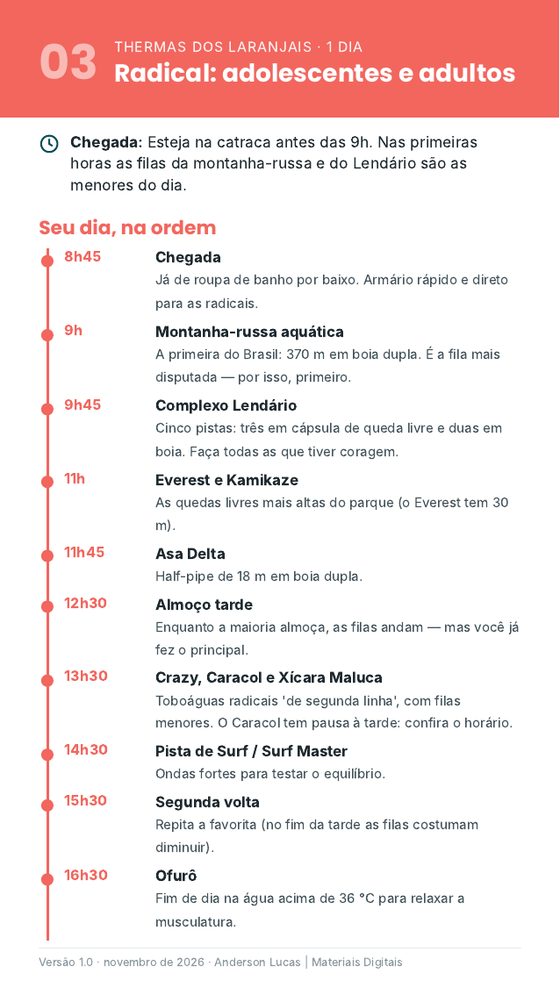 03
THERMAS DOS LARANJAIS · 1 DIA
Radical: adolescentes e adultos
Chegada: Esteja na catraca antes das 9h. Nas primeiras
horas as filas da montanha-russa e do Lendário são as
menores do dia.
Seu dia, na ordem
8h45
Chegada
Já de roupa de banho por baixo. Armário rápido e direto
para as radicais.
9h
Montanha-russa aquática
A primeira do Brasil: 370 m em boia dupla. É a fila mais
disputada — por isso, primeiro.
9h45
Complexo Lendário
Cinco pistas: três em cápsula de queda livre e duas em
boia. Faça todas as que tiver coragem.
11h
Everest e Kamikaze
As quedas livres mais altas do parque (o Everest tem 30
m).
11h45
Asa Delta
Half-pipe de 18 m em boia dupla.
12h30
Almoço tarde
Enquanto a maioria almoça, as filas andam — mas você já
fez o principal.
13h30
Crazy, Caracol e Xícara Maluca
Toboáguas radicais 'de segunda linha', com filas
menores. O Caracol tem pausa à tarde: confira o horário.
14h30
Pista de Surf / Surf Master
Ondas fortes para testar o equilíbrio.
15h30
Segunda volta
Repita a favorita (no fim da tarde as filas costumam
diminuir).
16h30
Ofurô
Fim de dia na água acima de 36 °C para relaxar a
musculatura.
Versão 1.0 · novembro de 2026 · Anderson Lucas | Materiais Digitais